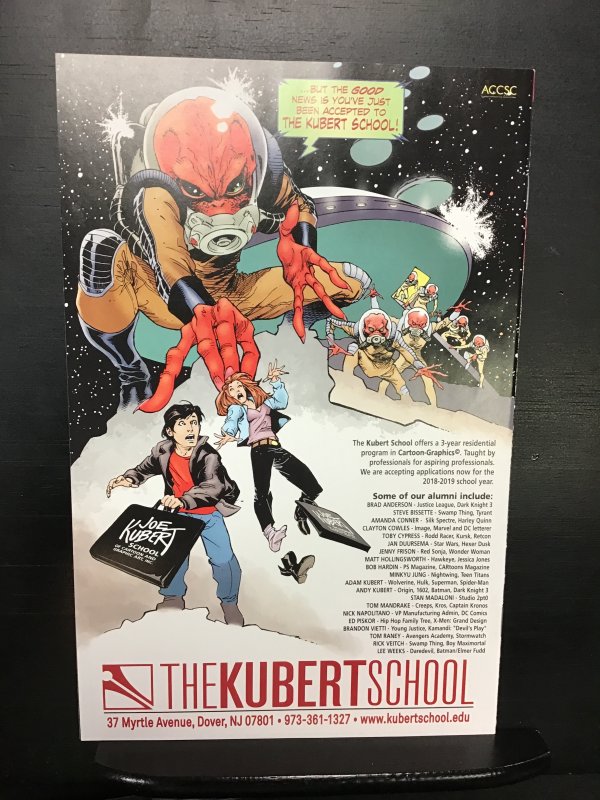 ...BUT THE GOOD
NEWS IS YOU'VE JUST
BEEN ACCEPTED TO
THE KUBERT SCHOOL!
ACCSC
The Kubert School offers a 3-year residential
program in Cartoon-Graphics©. Taught by
professionals for aspiring professionals.
We are accepting applications now for the
2018-2019 school year.
Some of our alumni include:
BRAD ANDERSON - Justice League, Dark Knight 3
STEVE BISSETTE - Swamp Thing, Tyrant
AMANDA CONNER - Silk Spectre, Harley Quinn
CLAYTON COWLES - Image, Marvel and DC letterer
TOBY CYPRESS - Rodd Racer, Kursk, Retcon
JAN DUURSEMA - Star Wars, Hexer Dusk
JENNY FRISON - Red Sonja, Wonder Woman
MATT HOLLINGSWORTH - Hawkeye, Jessica Jones
BOB HARDIN - PS Magazine, CARtoons Magazine
MINKYU JUNG - Nightwing, Teen Titans
ADAM KUBERT - Wolverine, Hulk, Superman, Spider-Man
ANDY KUBERT - Origin, 1602, Batman, Dark Knight 3
STAN MADALONI - Studio 2pt0
TOM MANDRAKE - Creeps, Kros, Captain Kronos
NICK NAPOLITANO - VP Manufacturing Admin, DC Comics
ED PISKOR - Hip Hop Family Tree, X-Men: Grand Design
BRANDON VIETTI - Young Justice, Kamandi: "Devil's Play"
TOM RANEY - Avengers Academy, Stormwatch
RICK VEITCH - Swamp Thing, Boy Maximortal
LEE WEEKS - Daredevil, Batman/Elmer Fudd
JOE
KUBERT
SCHOOL
OF CARTOON AND
GRAPHIC ART, INC.
THEKUBERTSCHOOL
37 Myrtle Avenue, Dover, NJ 07801 • 973-361-1327 • www.kubertschool.edu